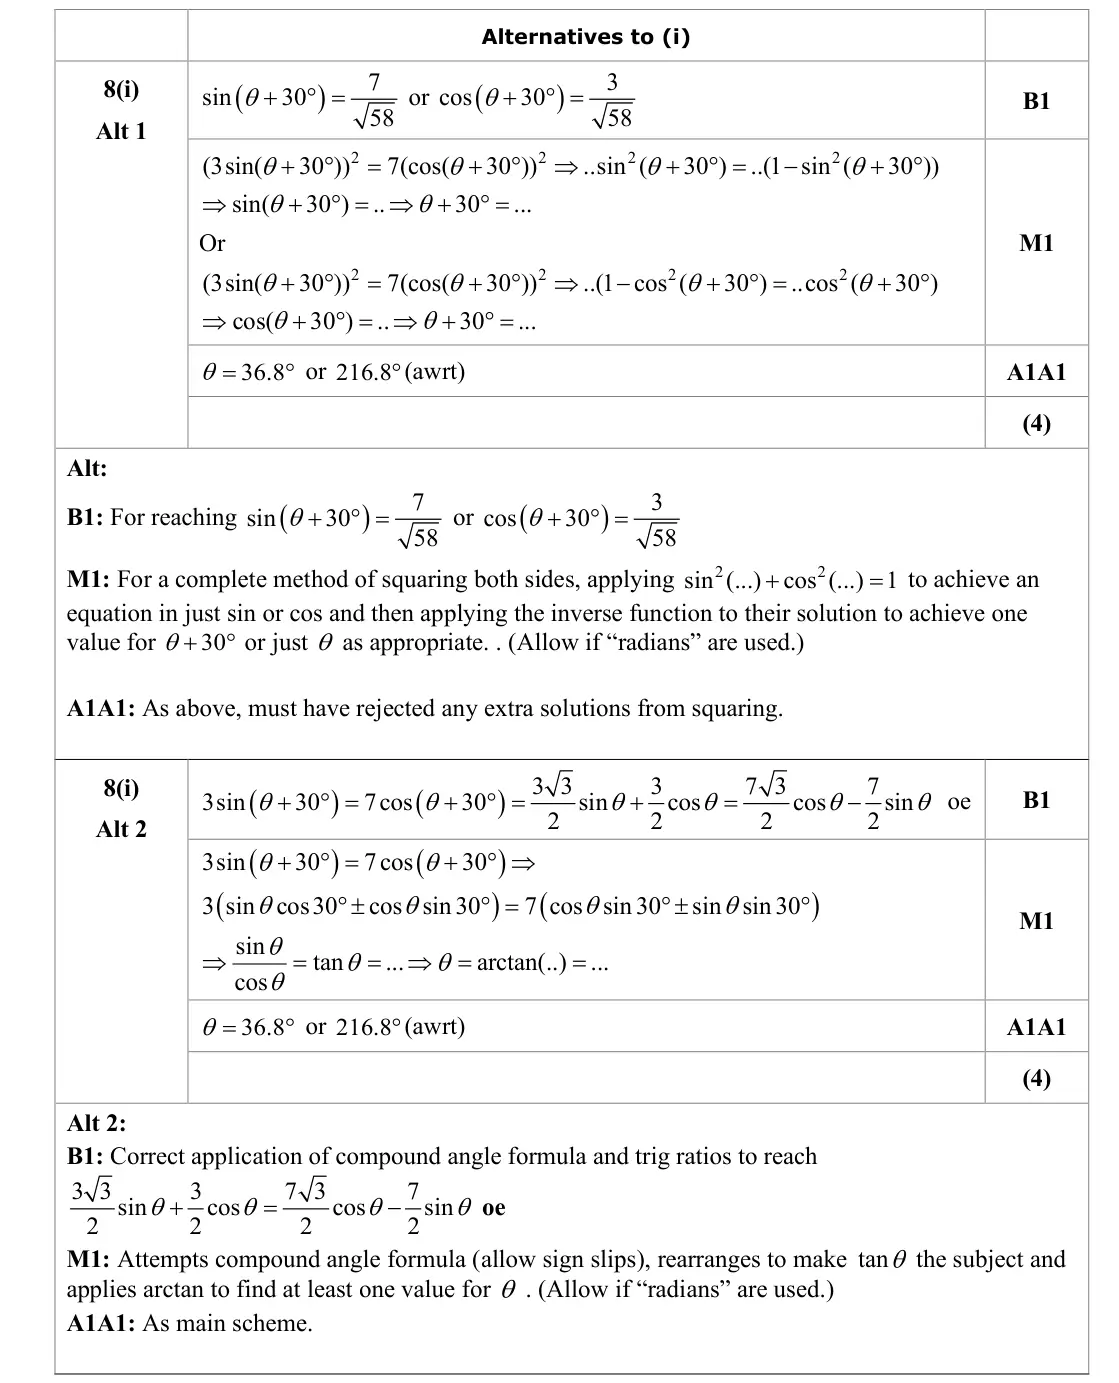 Alternatives to (i)
8(i)
Alt 1
sin(θ+30°) = 7/√58 or cos(θ+30°) = 3/√58
B1
(3sin(θ+30°))² = 7(cos(θ+30°))² ⇒ ..sin²(θ+30°) = ..(1−sin²(θ+30°))
⇒ sin(θ+30°) = .. ⇒ θ+30° = ...
Or
(3sin(θ+30°))² = 7(cos(θ+30°))² ⇒ ..(1−cos²(θ+30°) = ..cos²(θ+30°)
⇒ cos(θ+30°) = .. ⇒ θ+30° = ...
M1
θ = 36.8° or 216.8° (awrt)
A1A1
(4)
Alt:
B1: For reaching sin(θ+30°) = 7/√58 or cos(θ+30°) = 3/√58
M1: For a complete method of squaring both sides, applying sin²(...)+cos²(...) = 1 to achieve an
equation in just sin or cos and then applying the inverse function to their solution to achieve one
value for θ+30° or just θ as appropriate. . (Allow if “radians” are used.)
A1A1: As above, must have rejected any extra solutions from squaring.
8(i)
Alt 2
3sin(θ+30°) = 7cos(θ+30°) = 3√3/2 sinθ + 3/2 cosθ = 7√3/2 cosθ − 7/2 sinθ oe
B1
3sin(θ+30°) = 7cos(θ+30°) ⇒
3(sinθcos30° ± cosθsin30°) = 7(cosθsin30° ± sinθsin30°)
⇒ sinθ/cosθ = tanθ = ... ⇒ θ = arctan(..) = ...
M1
θ = 36.8° or 216.8° (awrt)
A1A1
(4)
Alt 2:
B1: Correct application of compound angle formula and trig ratios to reach
3√3/2 sinθ + 3/2 cosθ = 7√3/2 cosθ − 7/2 sinθ oe
M1: Attempts compound angle formula (allow sign slips), rearranges to make tanθ the subject and
applies arctan to find at least one value for θ . (Allow if “radians” are used.)
A1A1: As main scheme.